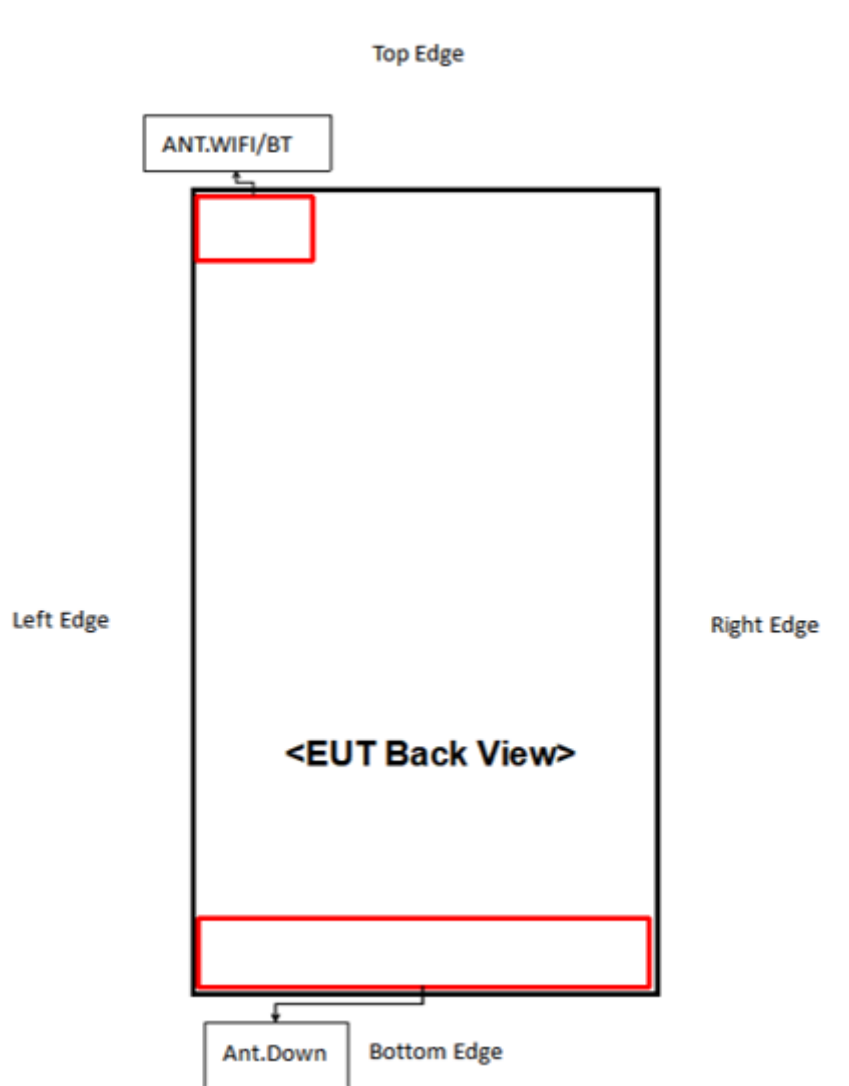 Top Edge
ANT.WIFI/BT
Left Edge
Right Edge
<EUT Back View>
Ant.Down
Bottom Edge